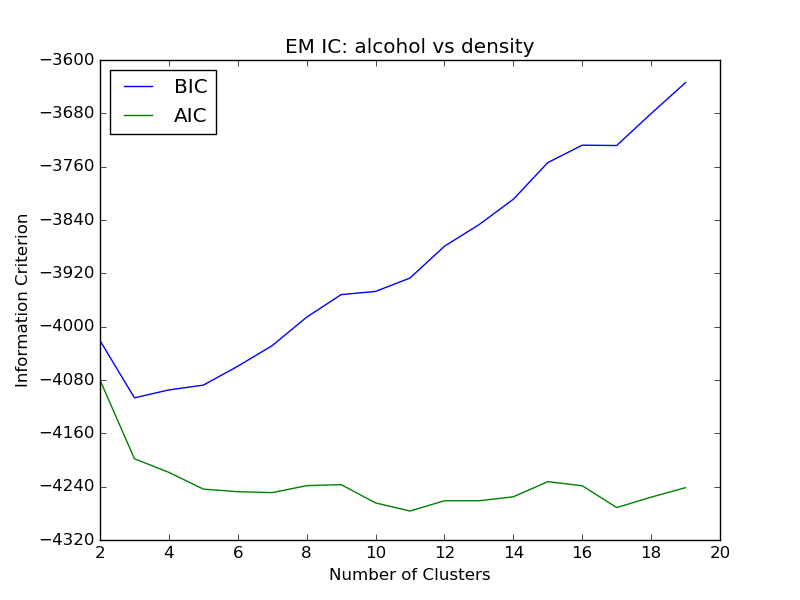 EM IC: alcohol vs density
BIC
AIC
Information Criterion
−3600
−3680
−3760
−3840
−3920
−4000
−4080
−4160
−4240
−4320
2 4 6 8 10 12 14 16 18 20
Number of Clusters